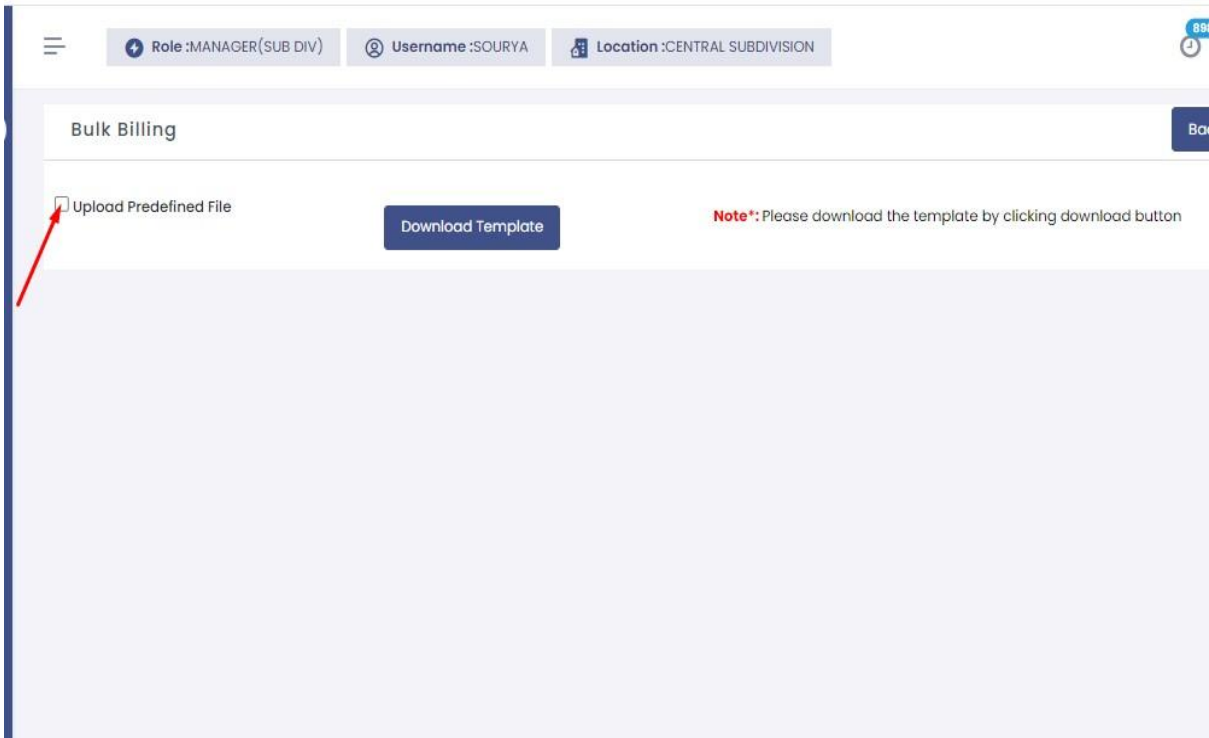 Role :MANAGER(SUB DIV) Username :SOURYA Location :CENTRAL SUBDIVISION
Bulk Billing
Upload Predefined File
Download Template
Note*: Please download the template by clicking download button